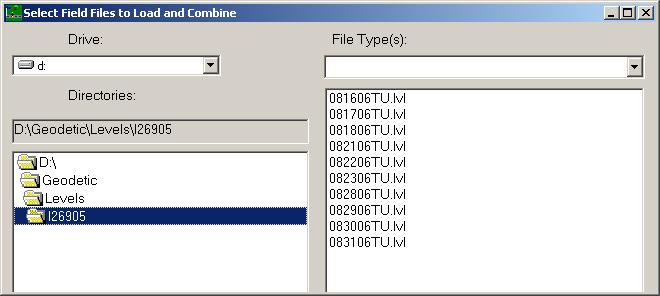 Select Field Files to Load and Combine
Drive:
d:
Directories:
D:\Geodetic\Levels\I26905
D:\
Geodetic
Levels
I26905
File Type(s):
081606TU.lvl
081706TU.lvl
081806TU.lvl
082106TU.lvl
082206TU.lvl
082306TU.lvl
082806TU.lvl
082906TU.lvl
083006TU.lvl
083106TU.lvl